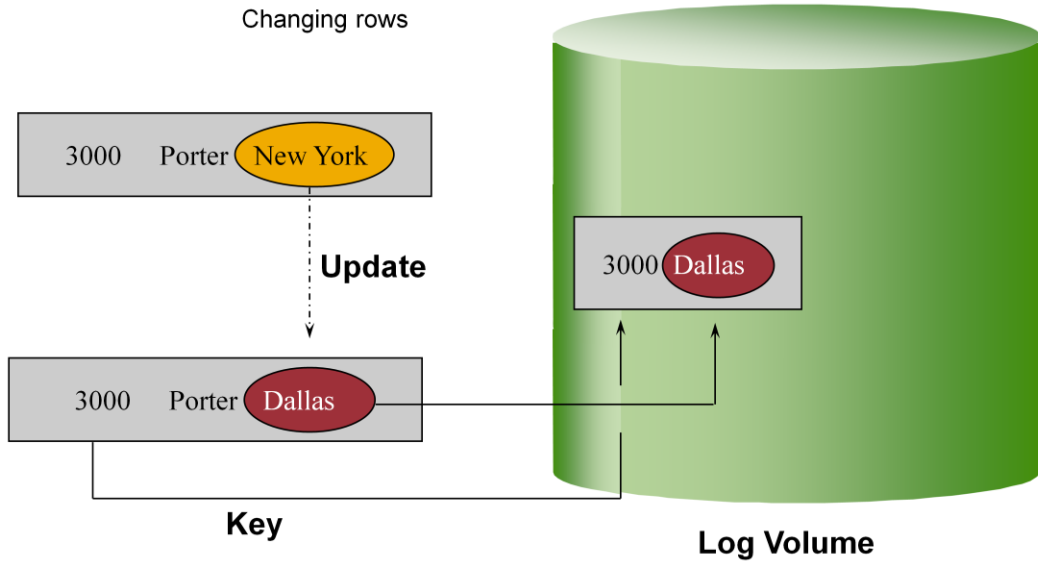 Changing rows
3000 Porter New York
Update
3000 Dallas
3000 Porter Dallas
Key
Log Volume